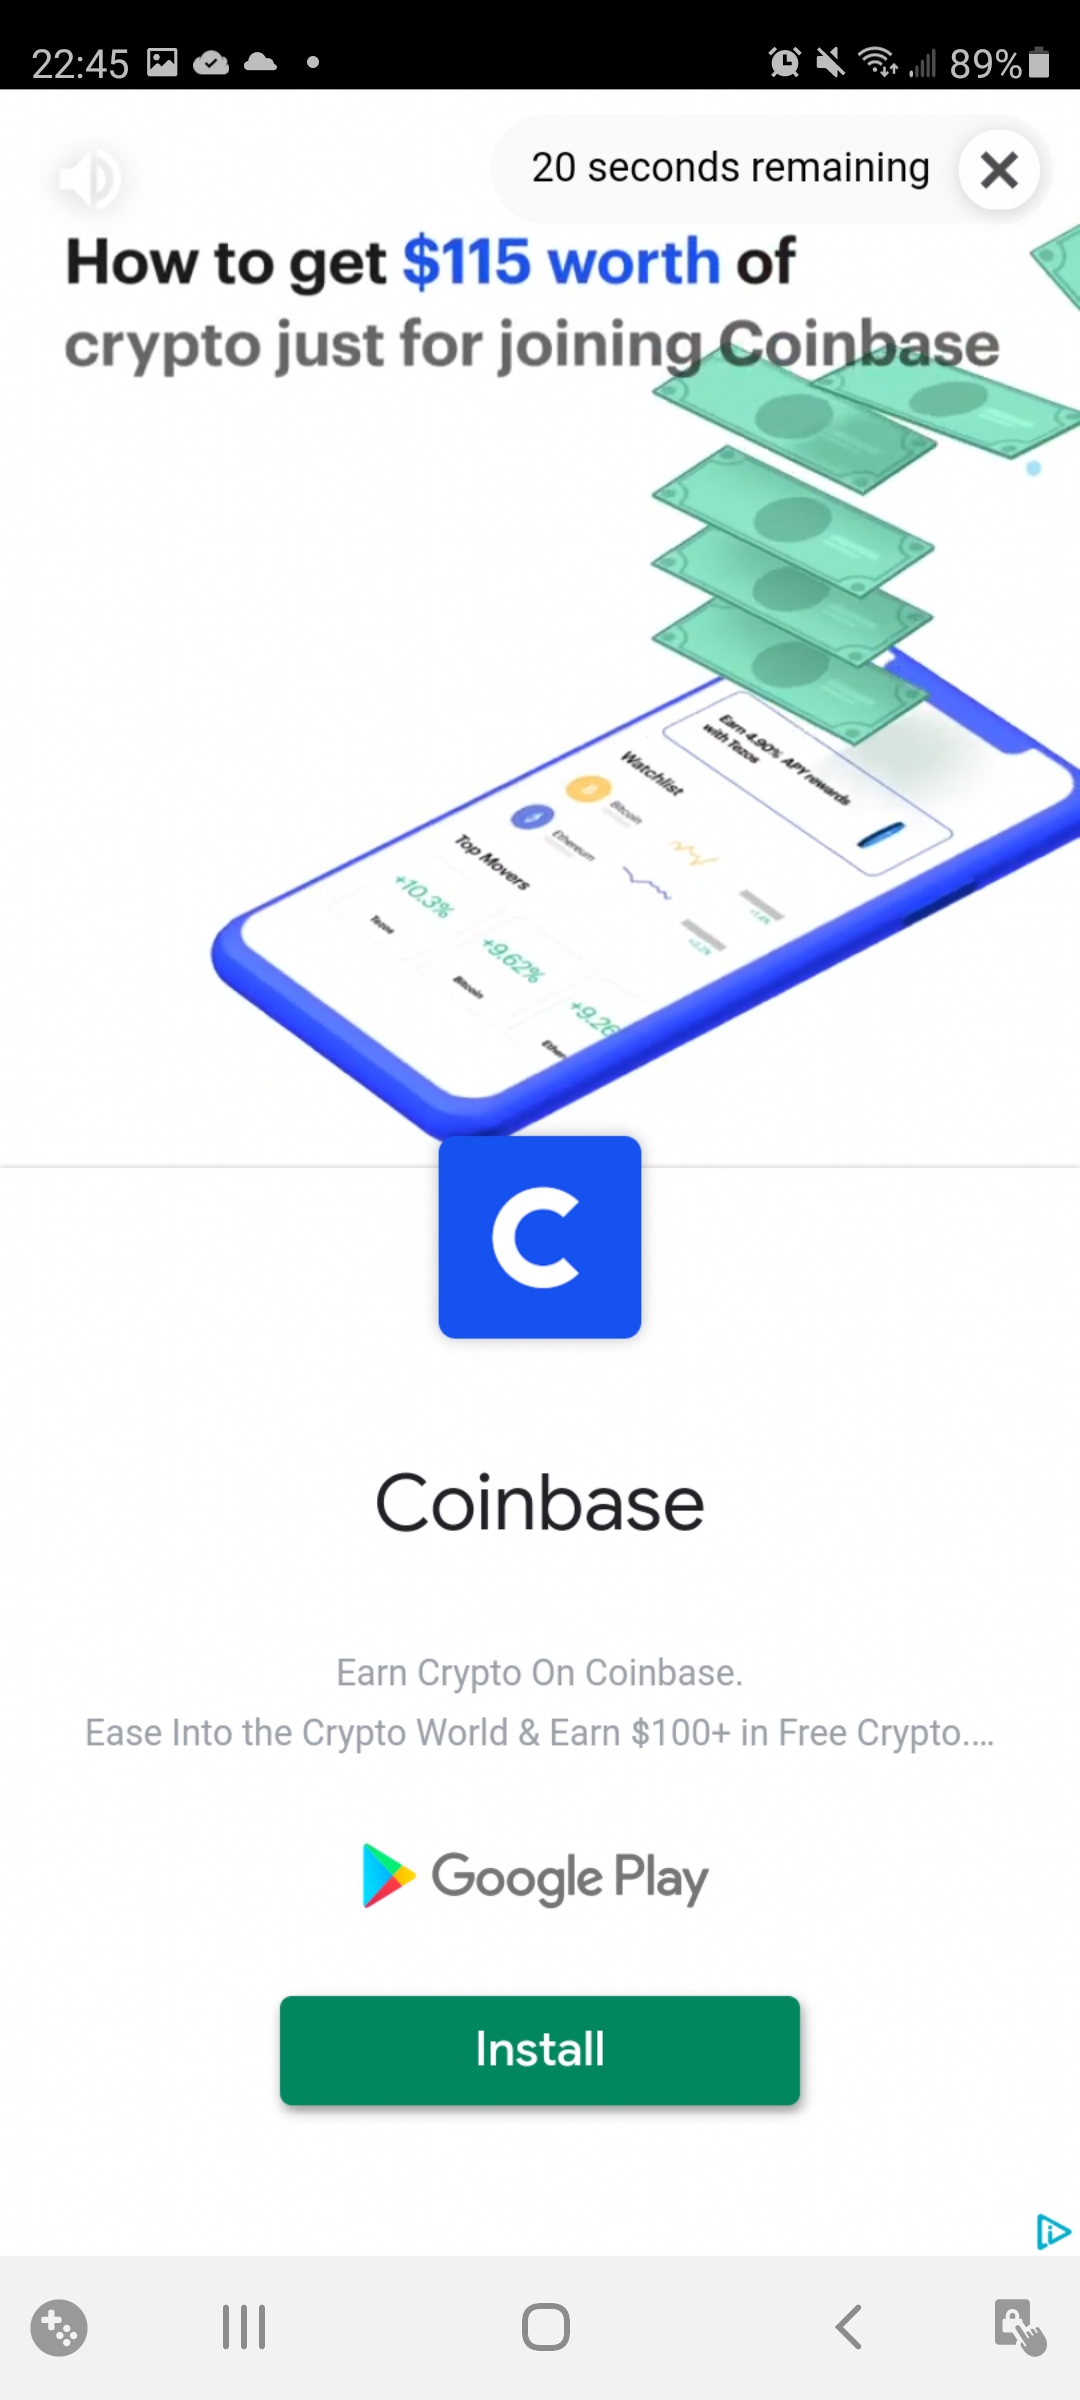 22:45
89%
20 seconds remaining
How to get $115 worth of
crypto just for joining Coinbase
Earn 4.90% APY rewards
with Tezos
Watchlist
Bitcoin
Ethereum
Top Movers
+10.3%
Tezos
+9.62%
Bitcoin
+9.26
Ether
C
Coinbase
Earn Crypto On Coinbase.
Ease Into the Crypto World & Earn $100+ in Free Crypto....
Google Play
Install